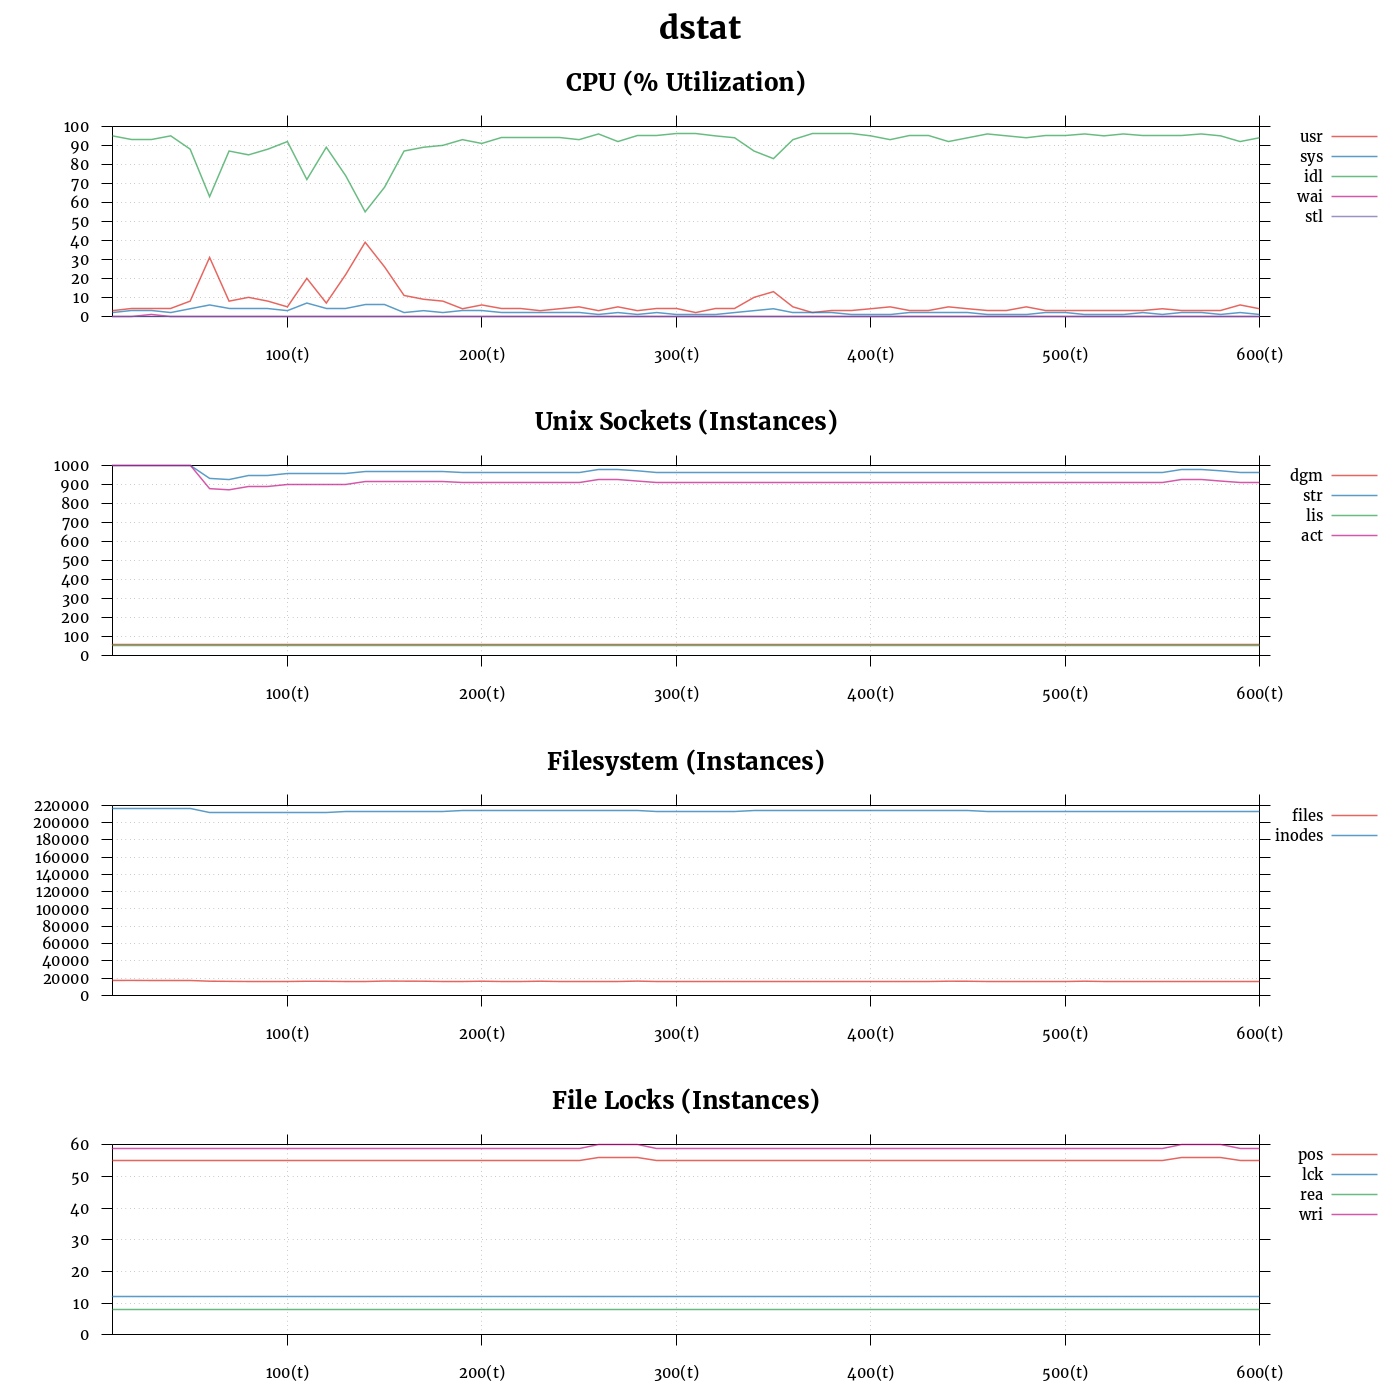 dstat
CPU (% Utilization)
100
90
80
70
60
50
40
30
20
10
0
100(t) 200(t) 300(t) 400(t) 500(t) 600(t)
usr
sys
idl
wai
stl
Unix Sockets (Instances)
1000
900
800
700
600
500
400
300
200
100
0
100(t) 200(t) 300(t) 400(t) 500(t) 600(t)
dgm
str
lis
act
Filesystem (Instances)
220000
200000
180000
160000
140000
120000
100000
80000
60000
40000
20000
0
100(t) 200(t) 300(t) 400(t) 500(t) 600(t)
files
inodes
File Locks (Instances)
60
50
40
30
20
10
0
100(t) 200(t) 300(t) 400(t) 500(t) 600(t)
pos
lck
rea
wri